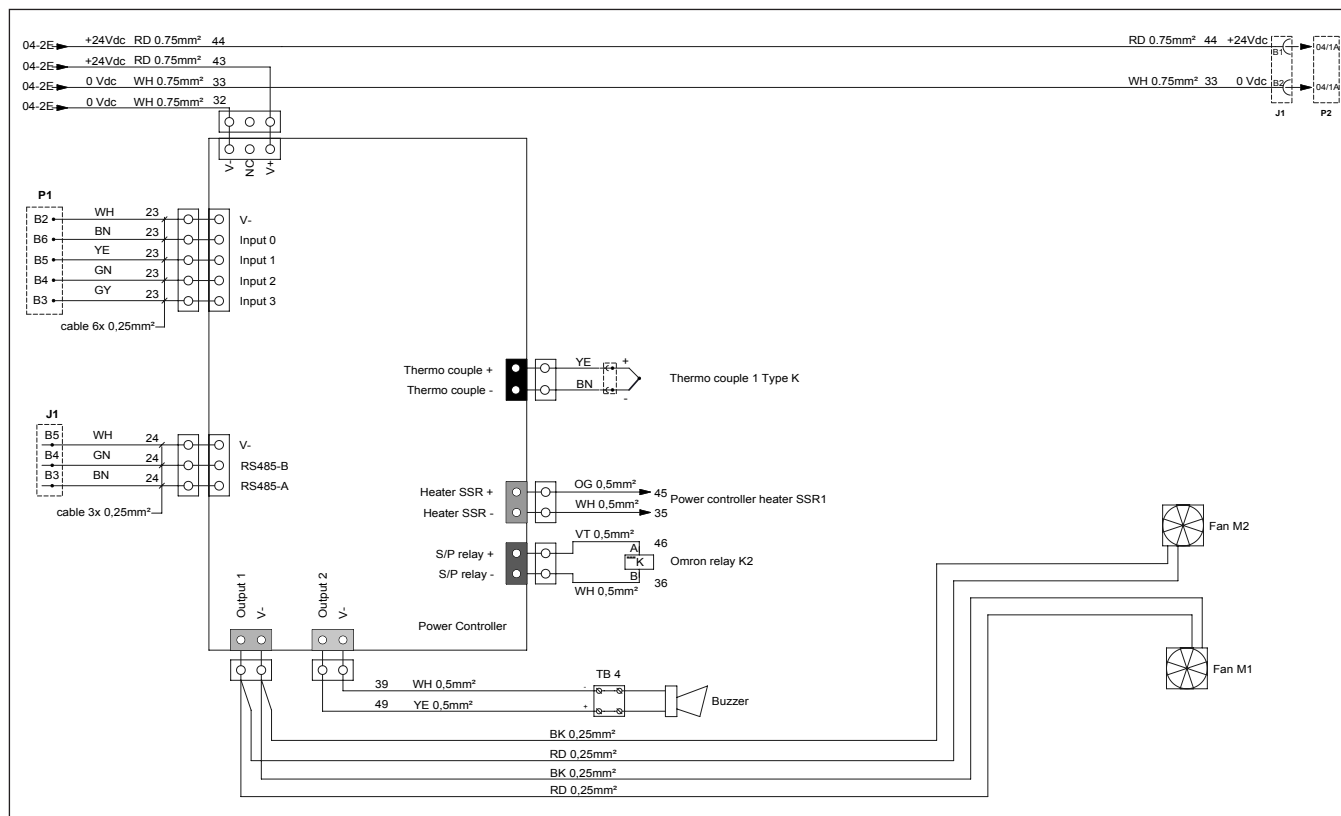 04-2E +24Vdc RD 0.75mm² 44 RD 0.75mm² 44 +24Vdc B1 04/1A
04-2E +24Vdc RD 0.75mm² 43
04-2E 0 Vdc WH 0.75mm² 33 WH 0.75mm² 33 0 Vdc B2 04/1A
04-2E 0 Vdc WH 0.75mm² 32
J1 P2
V- NC V+
P1
B2 WH 23 V-
B6 BN 23 Input 0
B5 YE 23 Input 1
B4 GN 23 Input 2
B3 GY 23 Input 3
cable 6x 0,25mm²
Thermo couple + YE +
Thermo couple 1 Type K
Thermo couple - BN -
J1
B5 WH 24 V-
B4 GN 24 RS485-B
B3 BN 24 RS485-A
cable 3x 0,25mm²
Heater SSR + OG 0,5mm² 45
Power controller heater SSR1
Heater SSR - WH 0,5mm² 35
S/P relay + VT 0,5mm² A 46
K Omron relay K2
S/P relay - B 36
WH 0,5mm²
Fan M2
Output 1 V- Output 2 V-
Power Controller
Fan M1
TB 4
39 WH 0,5mm² -
Buzzer
49 YE 0,5mm² +
BK 0,25mm²
RD 0,25mm²
BK 0,25mm²
RD 0,25mm²